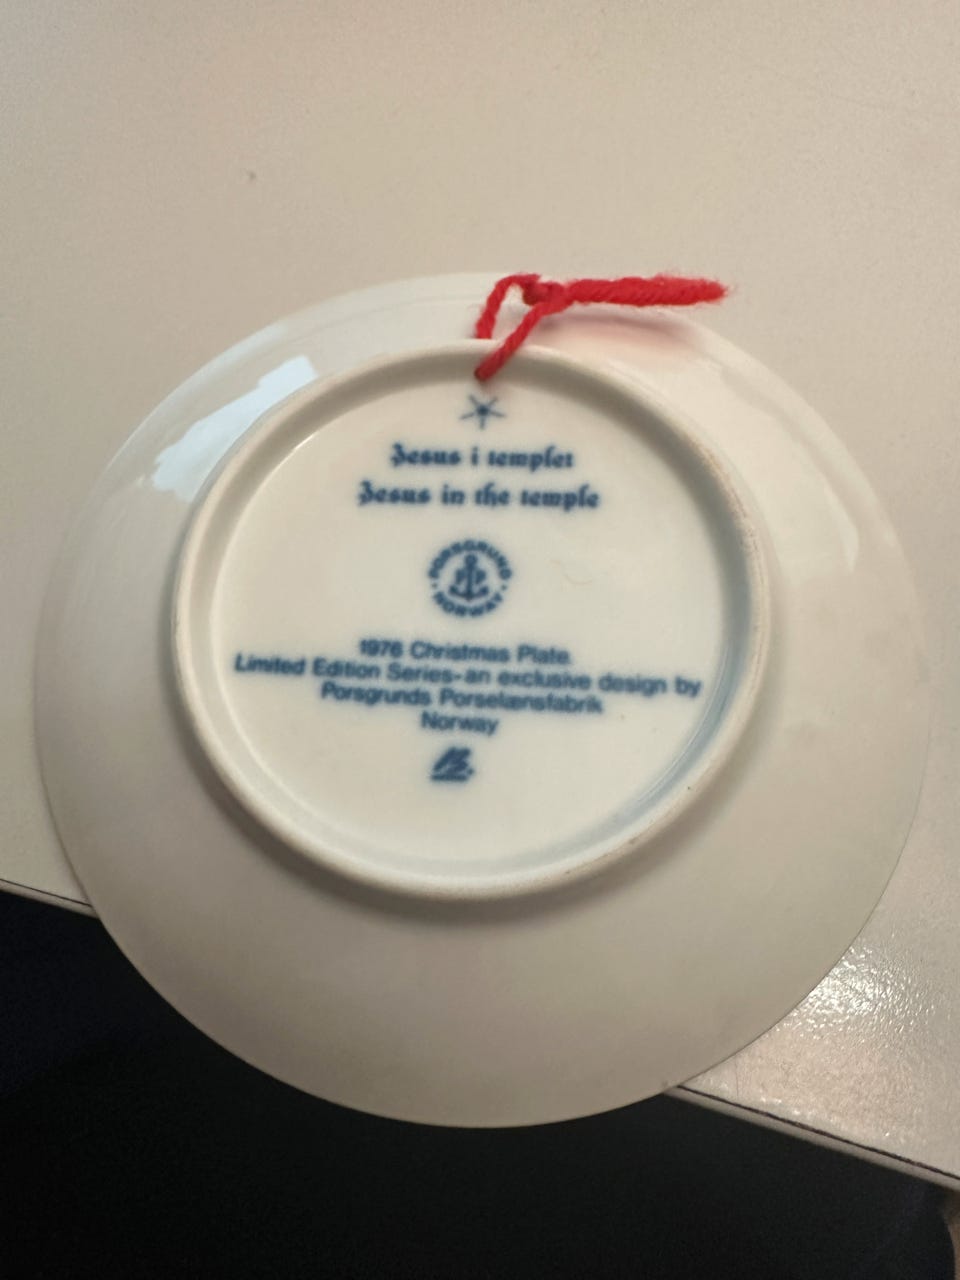 Jesus i templet
Jesus in the temple
PORSGRUND
NORWAY
1976 Christmas Plate
Limited Edition Series-an exclusive design by
Porsgrunds Porselænsfabrik
Norway